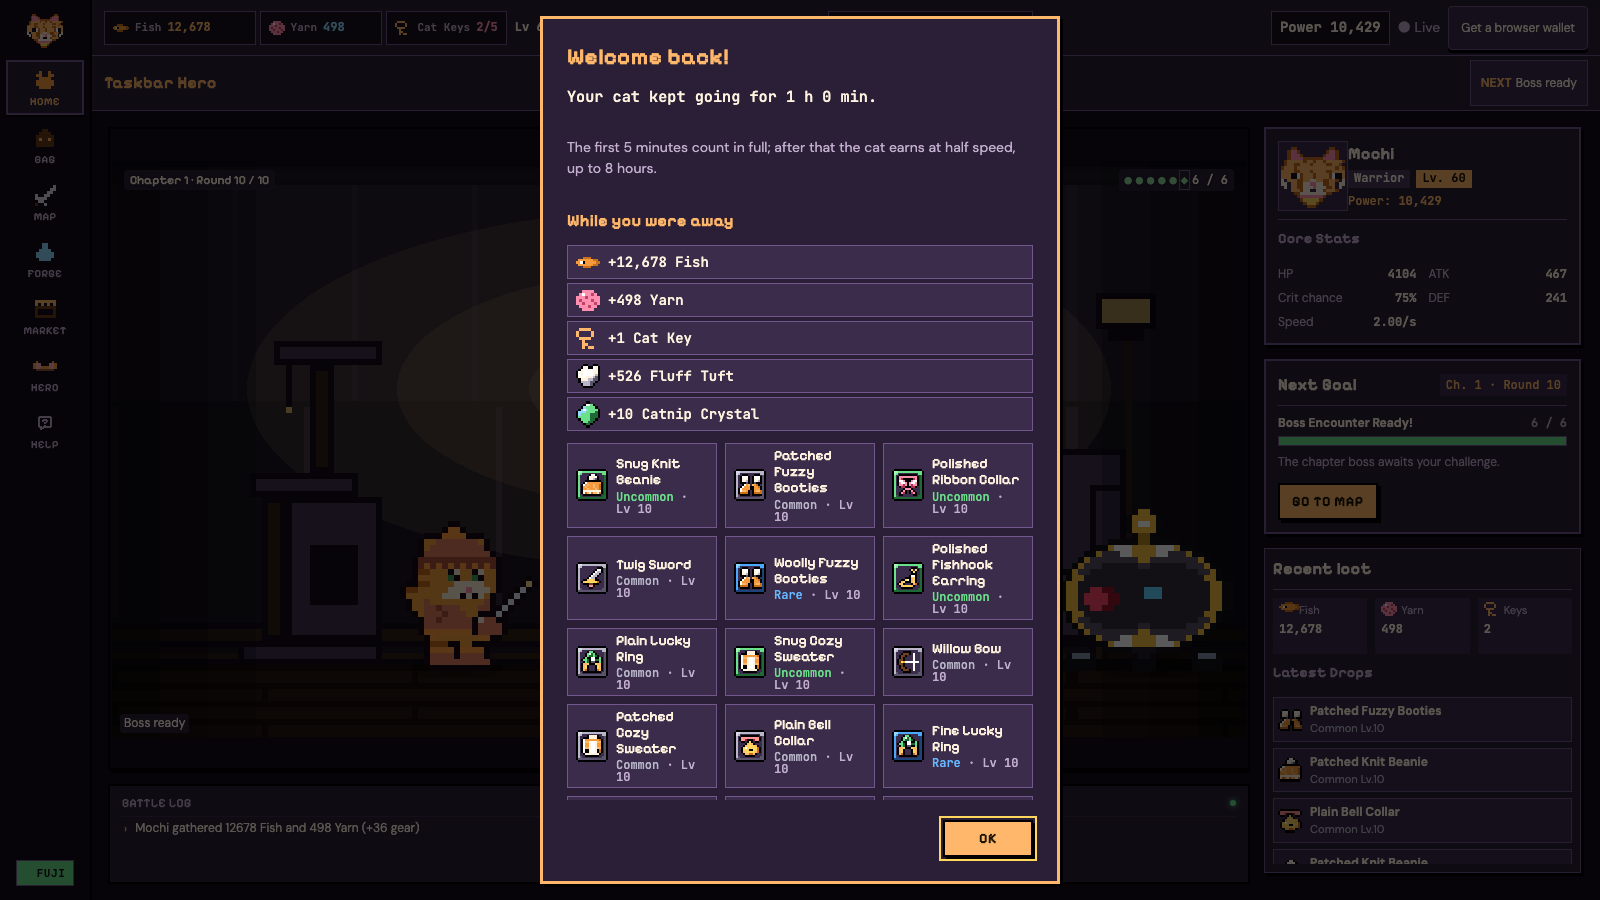 Fish 12,678
Yarn 498
Cat Keys 2/5
Lv
Power 10,429
Live
Get a browser wallet
HOME
BAG
MAP
FORGE
MARKET
HERO
HELP
FUJI
Taskbar Hero
NEXT Boss ready
Chapter 1 · Round 10 / 10
6 / 6
Boss ready
BATTLE LOG
› Mochi gathered 12678 Fish and 498 Yarn (+36 gear)
Welcome back!
Your cat kept going for 1 h 0 min.
The first 5 minutes count in full; after that the cat earns at half speed,
up to 8 hours.
While you were away
+12,678 Fish
+498 Yarn
+1 Cat Key
+526 Fluff Tuft
+10 Catnip Crystal
Snug Knit
Beanie
Uncommon ·
Lv 10
Patched
Fuzzy
Booties
Common · Lv
10
Polished
Ribbon Collar
Uncommon ·
Lv 10
Twig Sword
Common · Lv
10
Woolly Fuzzy
Booties
Rare · Lv 10
Polished
Fishhook
Earring
Uncommon ·
Lv 10
Plain Lucky
Ring
Common · Lv
10
Snug Cozy
Sweater
Uncommon ·
Lv 10
Willow Bow
Common · Lv
10
Patched
Cozy
Sweater
Common · Lv
10
Plain Bell
Collar
Common · Lv
10
Fine Lucky
Ring
Rare · Lv 10
OK
Mochi
Warrior Lv. 60
Power: 10,429
Core Stats
HP 4104 ATK 467
Crit chance 75% DEF 241
Speed 2.00/s
Next Goal
Ch. 1 · Round 10
Boss Encounter Ready! 6 / 6
The chapter boss awaits your challenge.
GO TO MAP
Recent loot
Fish
12,678
Yarn
498
Keys
2
Latest Drops
Patched Fuzzy Booties
Common Lv.10
Patched Knit Beanie
Common Lv.10
Plain Bell Collar
Common Lv.10
Patched Knit Beanie